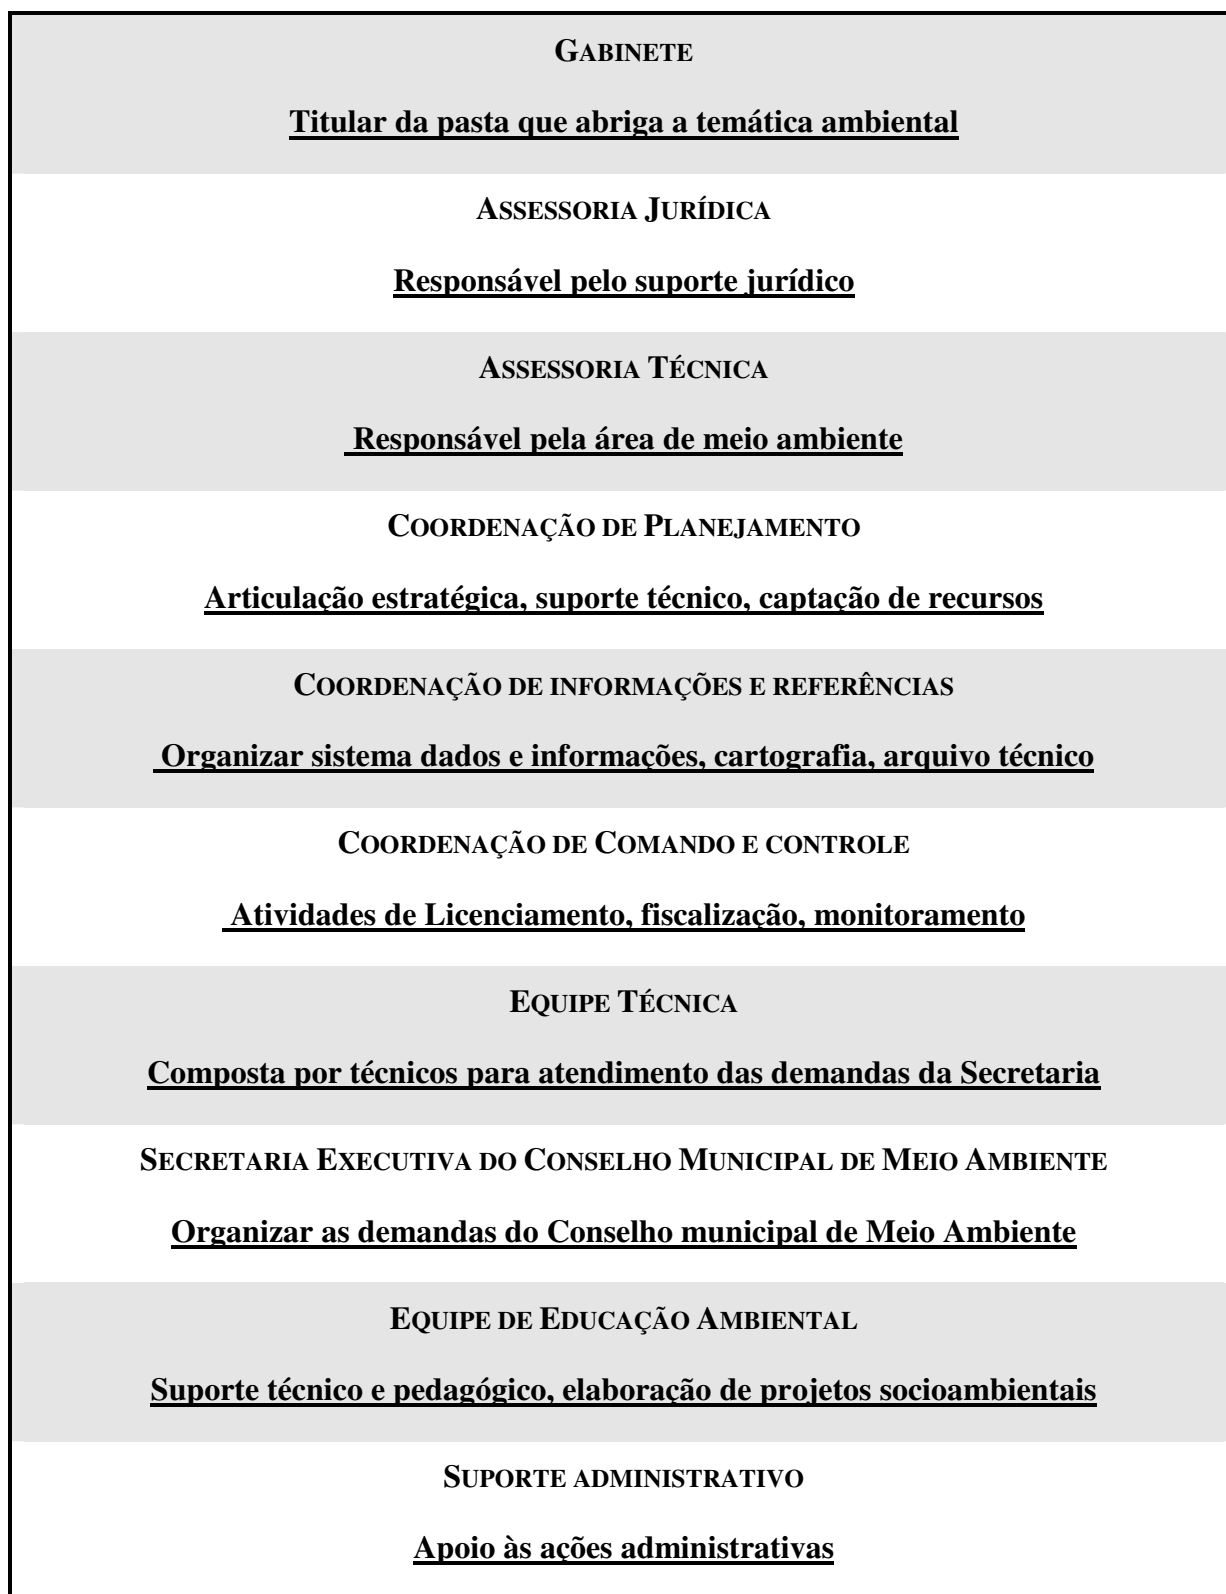 GABINETE
Titular da pasta que abriga a temática ambiental
ASSESSORIA JURÍDICA
Responsável pelo suporte jurídico
ASSESSORIA TÉCNICA
Responsável pela área de meio ambiente
COORDENAÇÃO DE PLANEJAMENTO
Articulação estratégica, suporte técnico, captação de recursos
COORDENAÇÃO DE INFORMAÇÕES E REFERÊNCIAS
Organizar sistema dados e informações, cartografia, arquivo técnico
COORDENAÇÃO DE COMANDO E CONTROLE
Atividades de Licenciamento, fiscalização, monitoramento
EQUIPE TÉCNICA
Composta por técnicos para atendimento das demandas da Secretaria
SECRETARIA EXECUTIVA DO CONSELHO MUNICIPAL DE MEIO AMBIENTE
Organizar as demandas do Conselho municipal de Meio Ambiente
EQUIPE DE EDUCAÇÃO AMBIENTAL
Suporte técnico e pedagógico, elaboração de projetos socioambientais
SUPORTE ADMINISTRATIVO
Apoio às ações administrativas